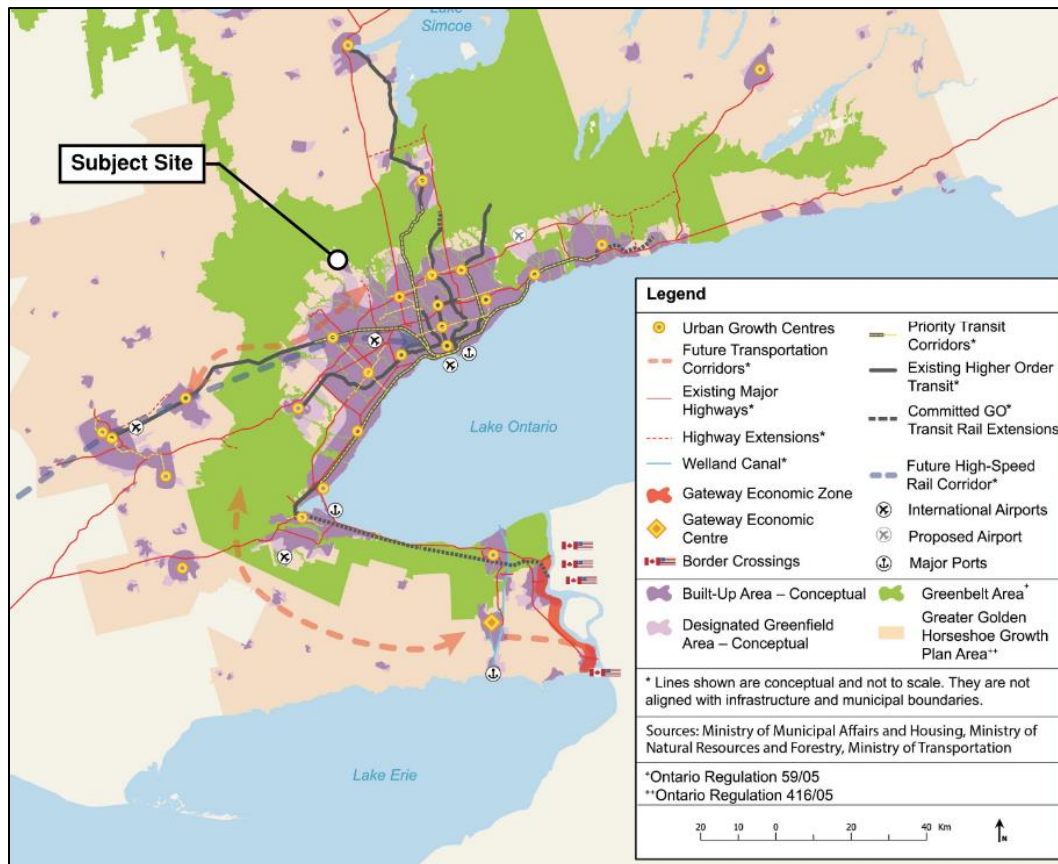 Lake
Simcoe
Subject Site
Lake Ontario
Lake Erie
Legend
Urban Growth Centres
Future Transportation
Corridors*
Existing Major
Highways*
Highway Extensions*
Welland Canal*
Gateway Economic Zone
Gateway Economic
Centre
Border Crossings
Priority Transit
Corridors*
Existing Higher Order
Transit*
Committed GO*
Transit Rail Extensions
Future High-Speed
Rail Corridor*
International Airports
Proposed Airport
Major Ports
Built-Up Area – Conceptual
Designated Greenfield
Area – Conceptual
Greenbelt Area+
Greater Golden
Horseshoe Growth
Plan Area++
* Lines shown are conceptual and not to scale. They are not
aligned with infrastructure and municipal boundaries.
Sources: Ministry of Municipal Affairs and Housing, Ministry of
Natural Resources and Forestry, Ministry of Transportation
+Ontario Regulation 59/05
++Ontario Regulation 416/05
20 10 0 20 40 Km
N